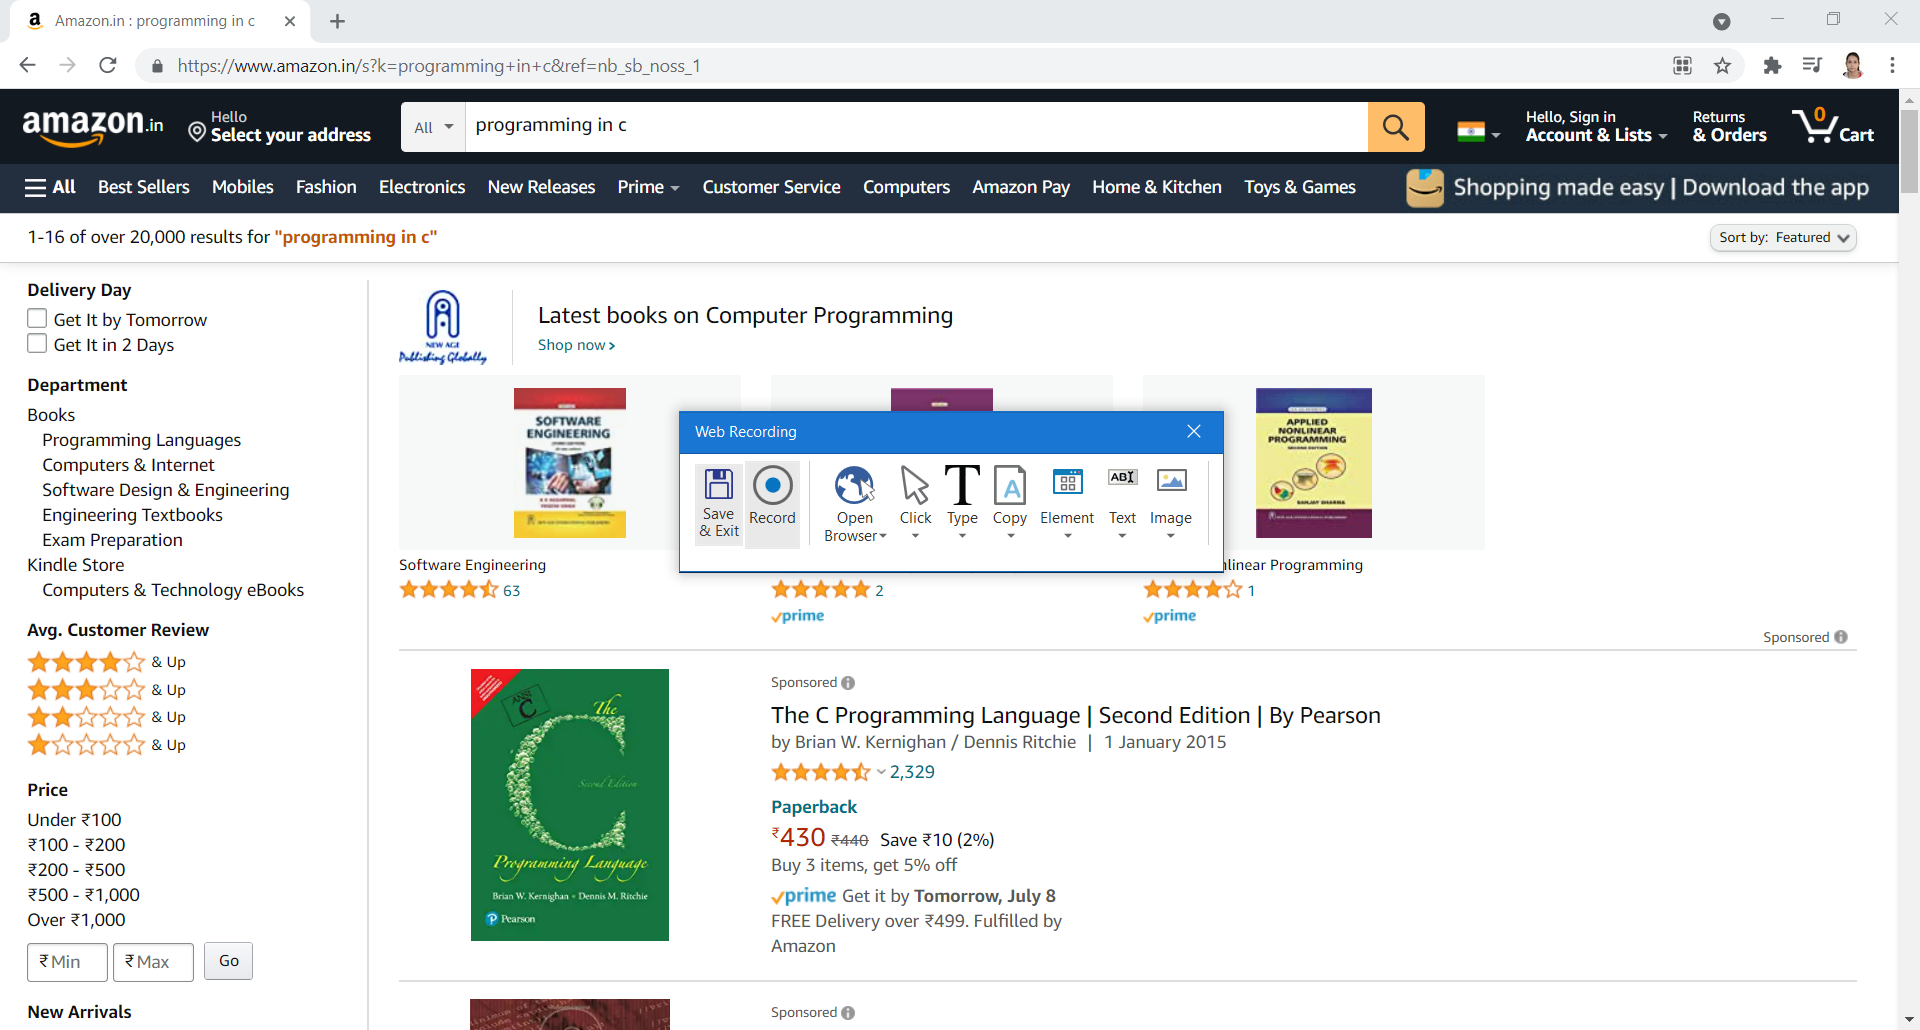 Amazon.in : programming in c
https://www.amazon.in/s?k=programming+in+c&ref=nb_sb_noss_1
amazon.in
Hello
Select your address
All
programming in c
Hello, Sign in
Account & Lists
Returns
& Orders
0
Cart
All Best Sellers Mobiles Fashion Electronics New Releases Prime Customer Service Computers Amazon Pay Home & Kitchen Toys & Games Shopping made easy | Download the app
1-16 of over 20,000 results for "programming in c"
Sort by: Featured
Delivery Day
Get It by Tomorrow
Get It in 2 Days
Department
Books
Programming Languages
Computers & Internet
Software Design & Engineering
Engineering Textbooks
Exam Preparation
Kindle Store
Computers & Technology eBooks
Avg. Customer Review
& Up
& Up
& Up
& Up
Price
Under ₹100
₹100 - ₹200
₹200 - ₹500
₹500 - ₹1,000
Over ₹1,000
₹ Min ₹ Max Go
New Arrivals
NEW AGE
Publishing Globally
Latest books on Computer Programming
Shop now ›
SOFTWARE
ENGINEERING
APPLIED
NONLINEAR
PROGRAMMING
SANJAY SHARMA
Web Recording
Save
& Exit
Record
Open
Browser
Click
Type
Copy
Element
Text
Image
Software Engineering
63
2
prime
linear Programming
1
prime
Sponsored
ANSI
C
The
C
Second Edition
Programming Language
Brian W. Kernighan • Dennis M. Ritchie
Pearson
Sponsored
The C Programming Language | Second Edition | By Pearson
by Brian W. Kernighan / Dennis Ritchie | 1 January 2015
2,329
Paperback
₹430 ₹440 Save ₹10 (2%)
Buy 3 items, get 5% off
prime Get it by Tomorrow, July 8
FREE Delivery over ₹499. Fulfilled by
Amazon
Sponsored